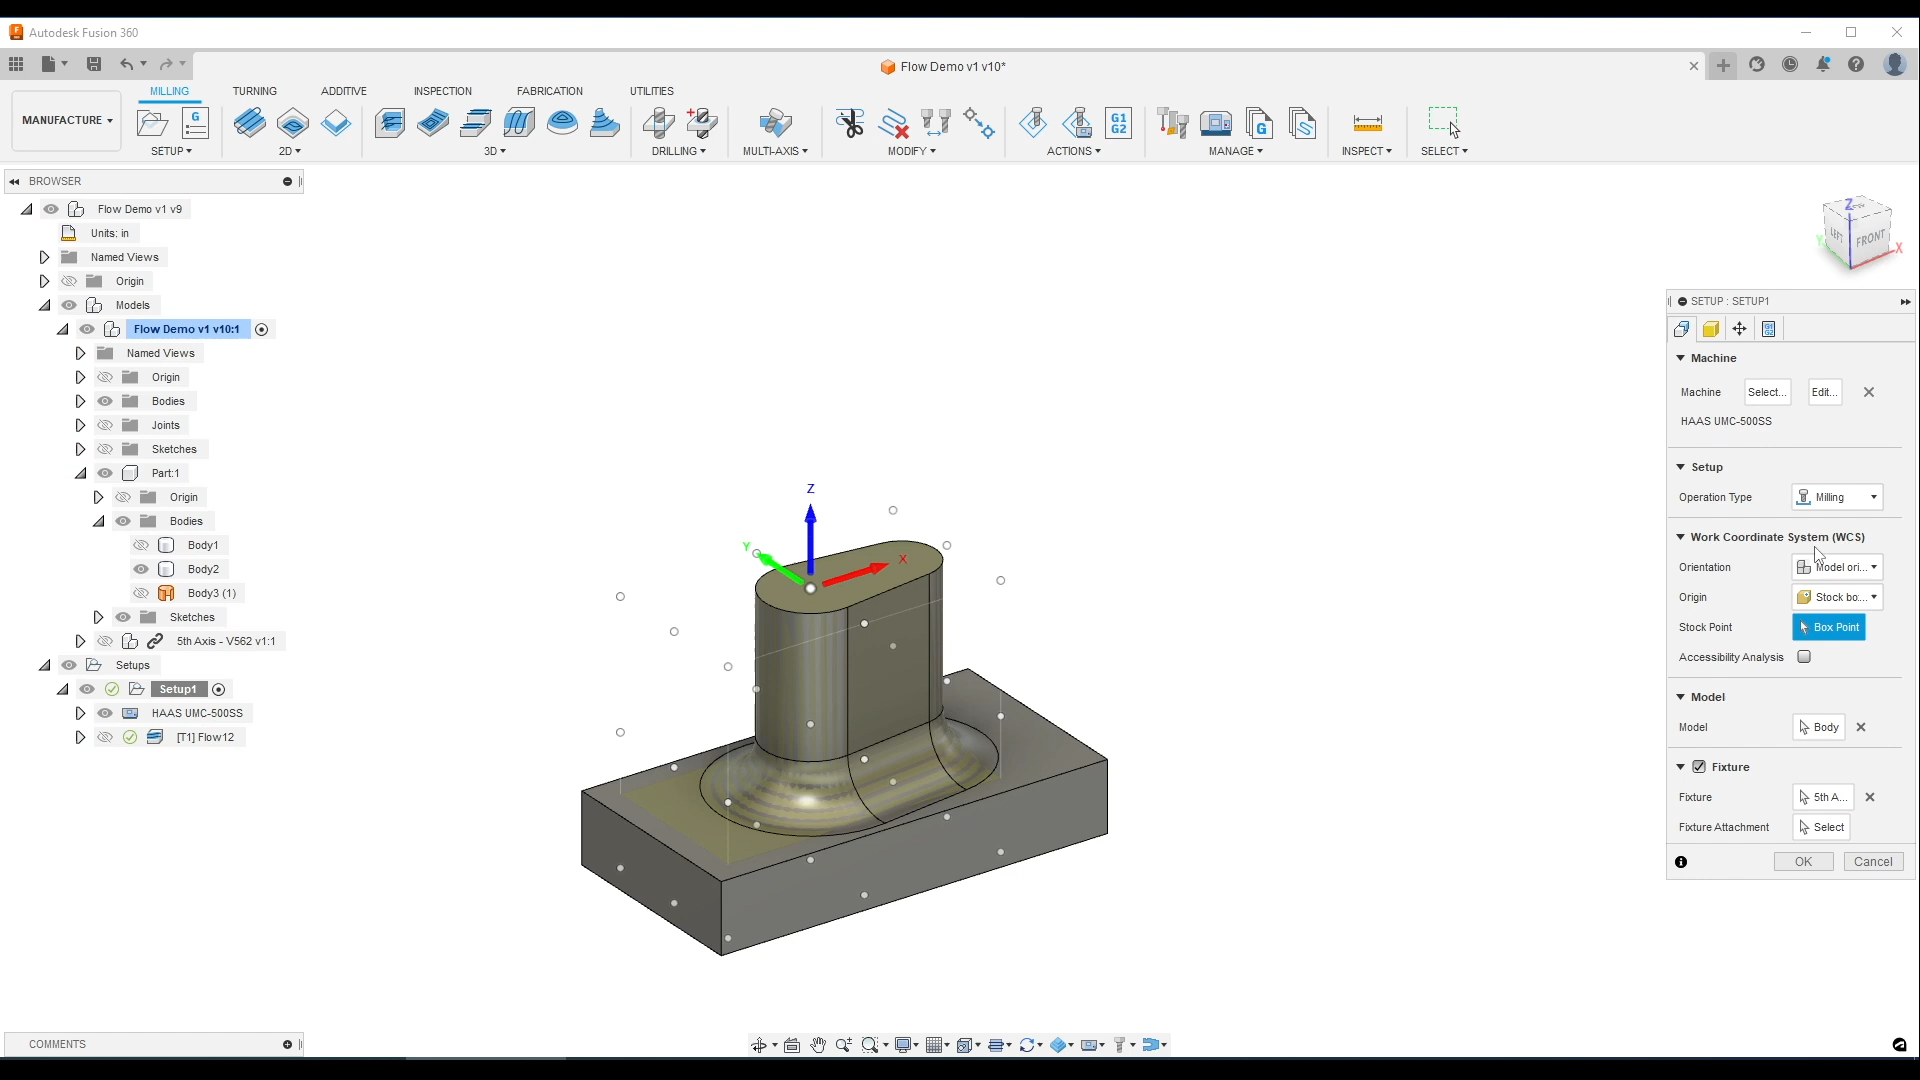 Autodesk Fusion 360
Flow Demo v1 v10*
MANUFACTURE
MILLING TURNING ADDITIVE INSPECTION FABRICATION UTILITIES
G G1 G2 G S
SETUP 2D 3D DRILLING MULTI-AXIS MODIFY ACTIONS MANAGE INSPECT SELECT
BROWSER
Flow Demo v1 v9
Units: in
Named Views
Origin
Models
Flow Demo v1 v10:1
Named Views
Origin
Bodies
Joints
Sketches
Part:1
Origin
Bodies
Body1
Body2
Body3 (1)
Sketches
5th Axis - V562 v1:1
Setups
Setup1
HAAS UMC-500SS
[T1] Flow12
Z
Y
X
Z
LEFT FRONT
Y
X
SETUP : SETUP1
Machine
Machine Select... Edit...
HAAS UMC-500SS
Setup
Operation Type Milling
Work Coordinate System (WCS)
Orientation Model ori...
Origin Stock bo...
Stock Point Box Point
Accessibility Analysis
Model
Model Body
Fixture
Fixture 5th A...
Fixture Attachment Select
OK Cancel
COMMENTS